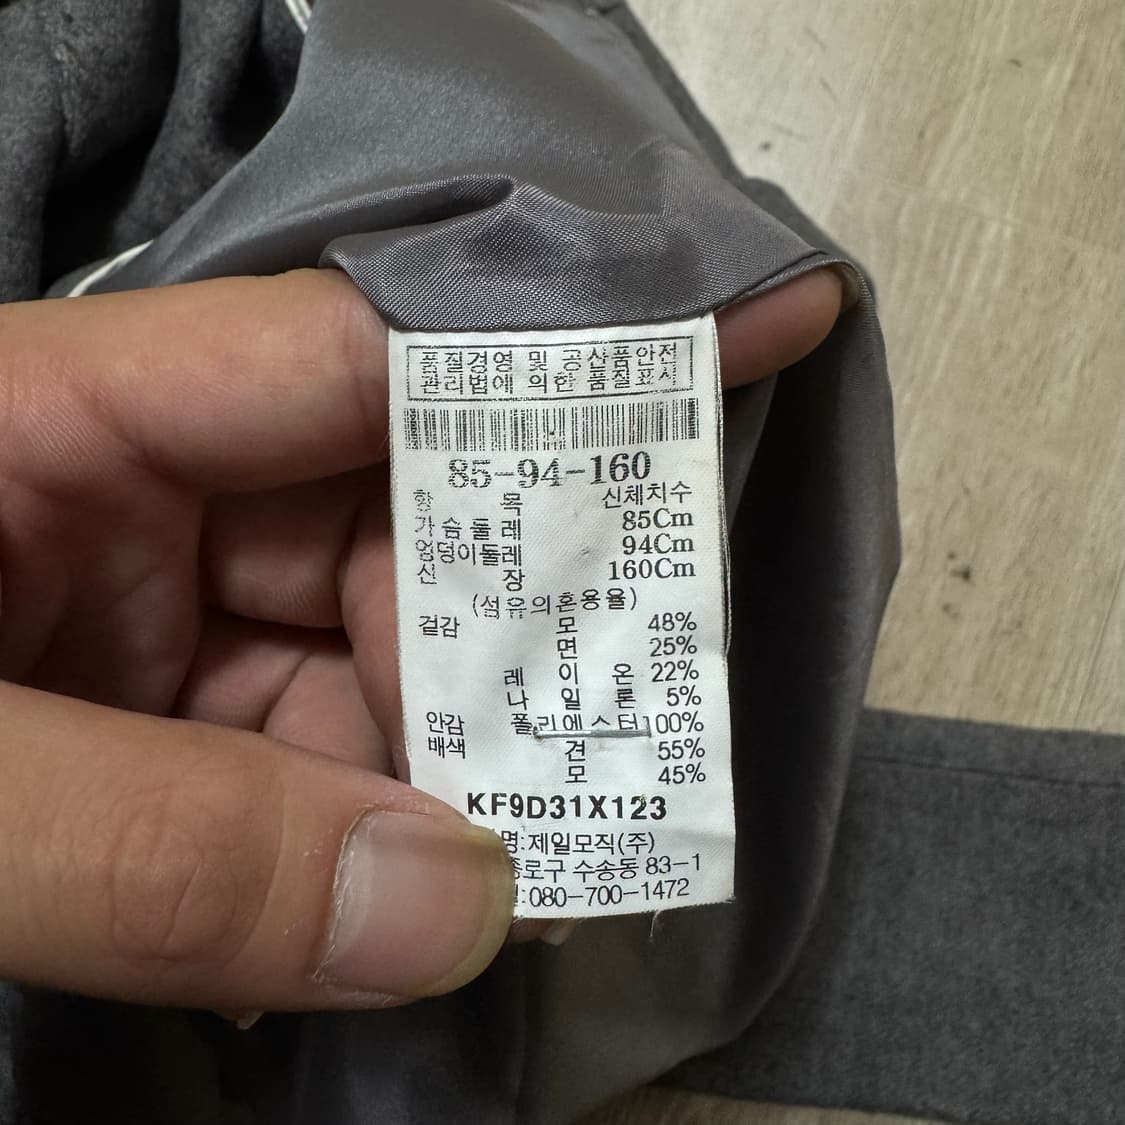 품질경영 및 공산품안전
관리법에 의한 품질표시
85-94-160
항 목 신체치수
가슴둘레 85Cm
엉덩이둘레 94Cm
신 장 160Cm
(섬유의혼용율)
겉감 모 48%
면 25%
레이온 22%
나일론 5%
안감 폴리에스터100%
배색 견 55%
모 45%
KF9D31X123
명:제일모직(주)
종로구 수송동 83-1
:080-700-1472